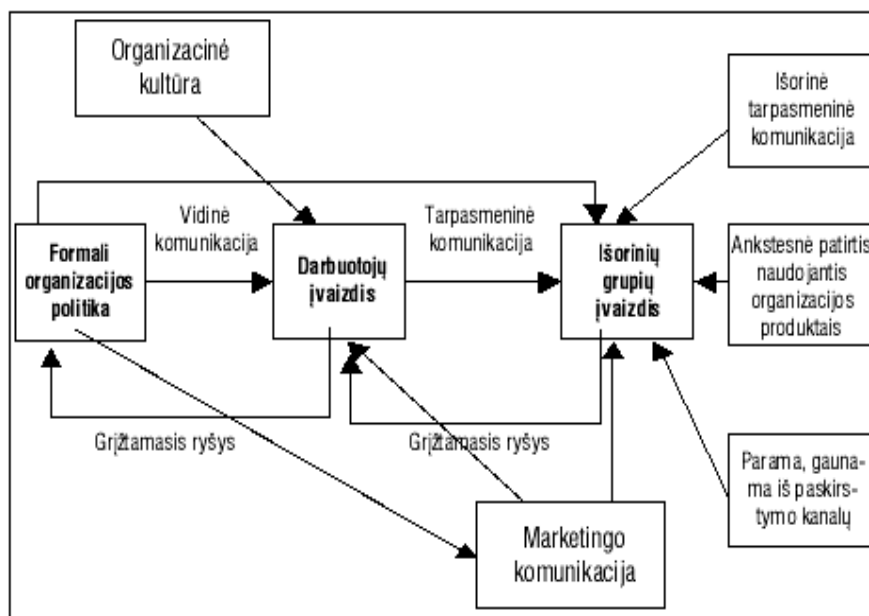 Organizacinė
kultūra
Išorinė
tarpasmeninė
komunikacija
Vidinė
komunikacija
Tarpasmeninė
komunikacija
Formali
organizacijos
politika
Darbuotojų
įvaizdis
Išorinių
grupių
įvaizdis
Ankstesnė patirtis
naudojantis
organizacijos
produktais
Grįžtamasis ryšys
Grįžtamasis ryšys
Parama, gauna-
ma iš paskirs-
tymo kanalų
Marketingo
komunikacija